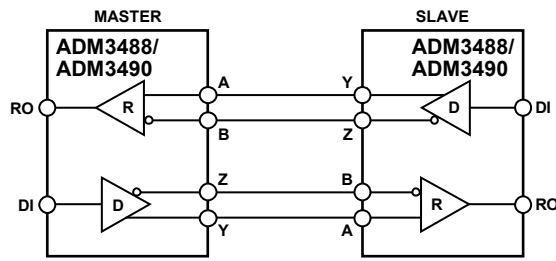 MASTER
SLAVE
ADM3488/
ADM3490
ADM3488/
ADM3490
A
Y
RO
R
D
DI
B
Z
Z
B
DI
D
R
RO
Y
A